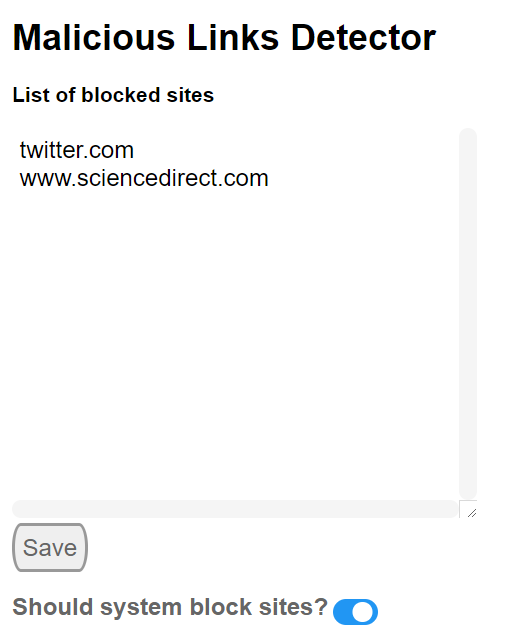 Malicious Links Detector
List of blocked sites
twitter.com
www.sciencedirect.com
Save
Should system block sites?